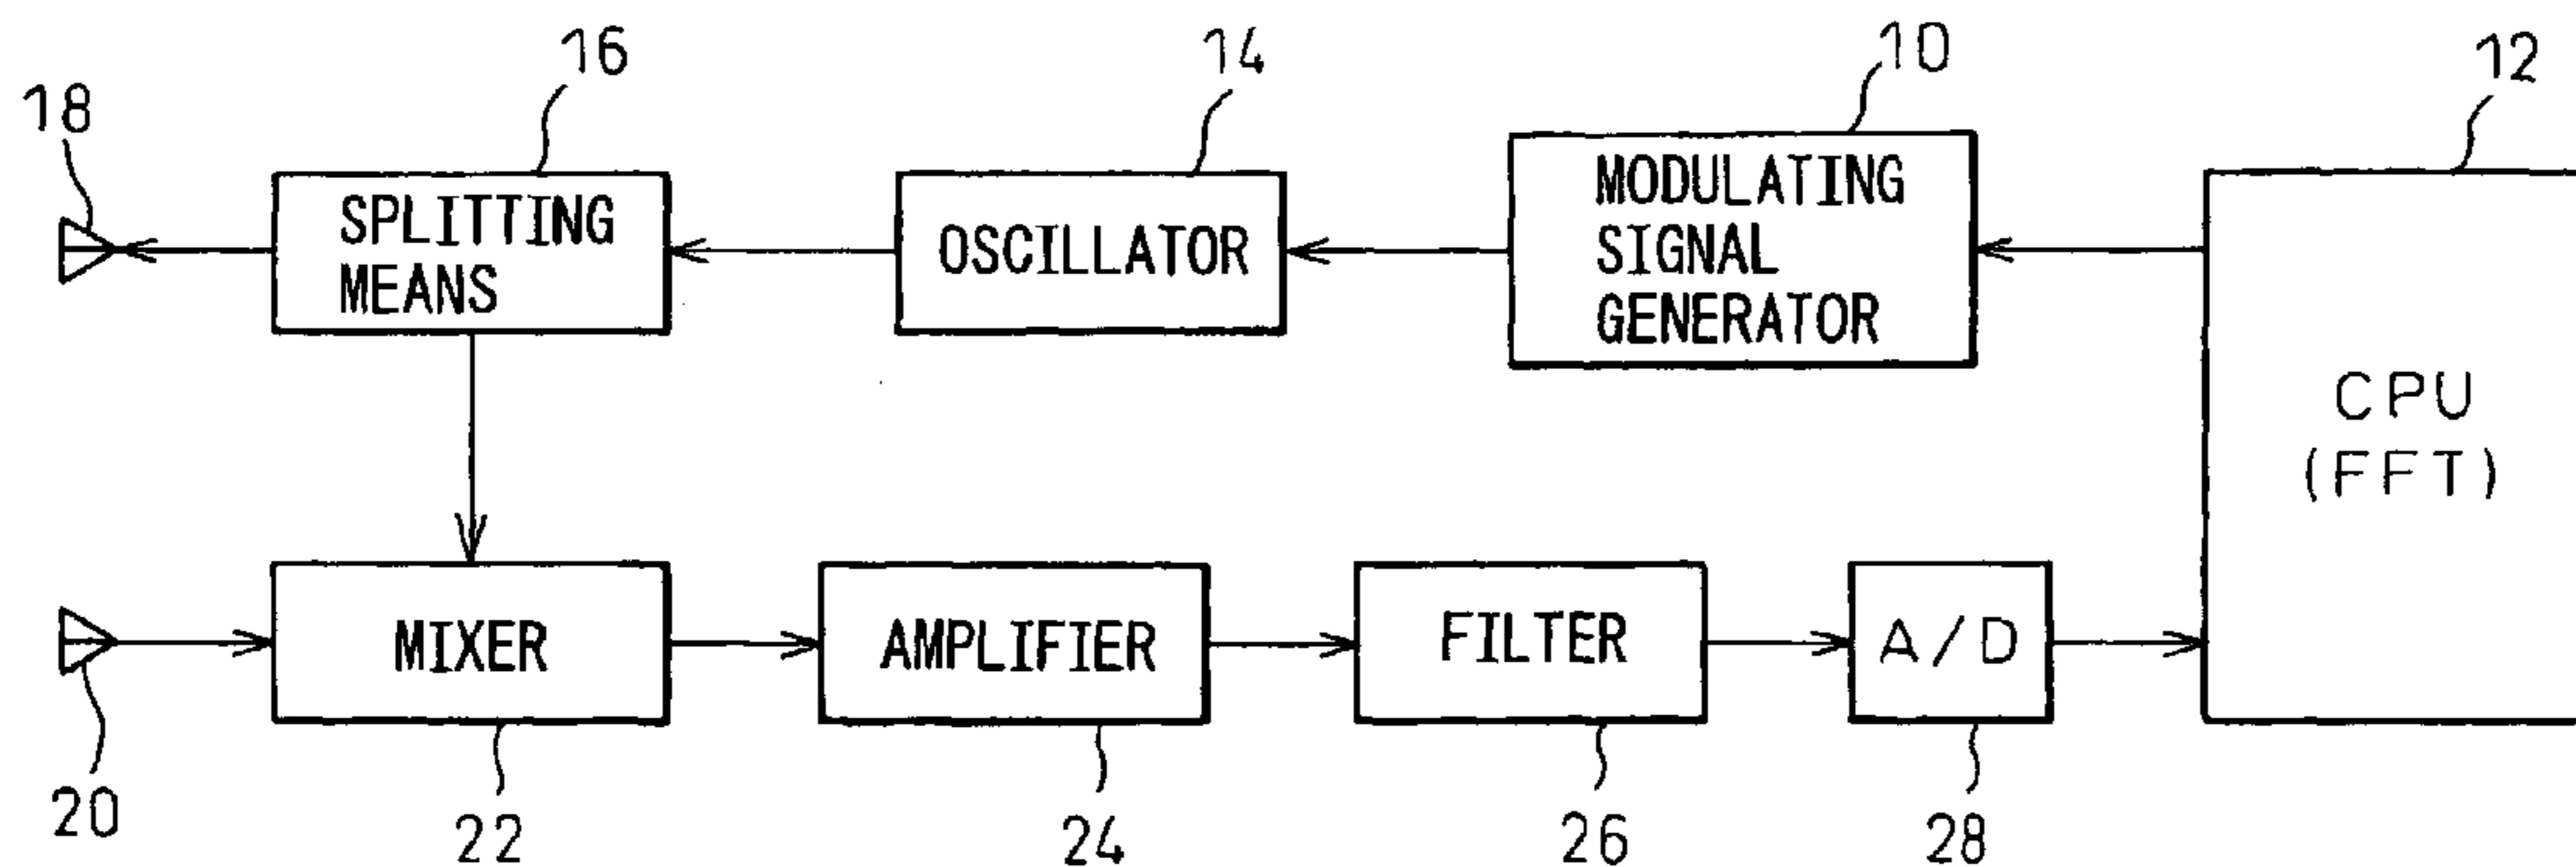 16
14
10
12
18
SPLITTING
MEANS
OSCILLATOR
MODULATING
SIGNAL
GENERATOR
CPU
(FFT)
MIXER
AMPLIFIER
FILTER
A/D
20
22
24
26
28